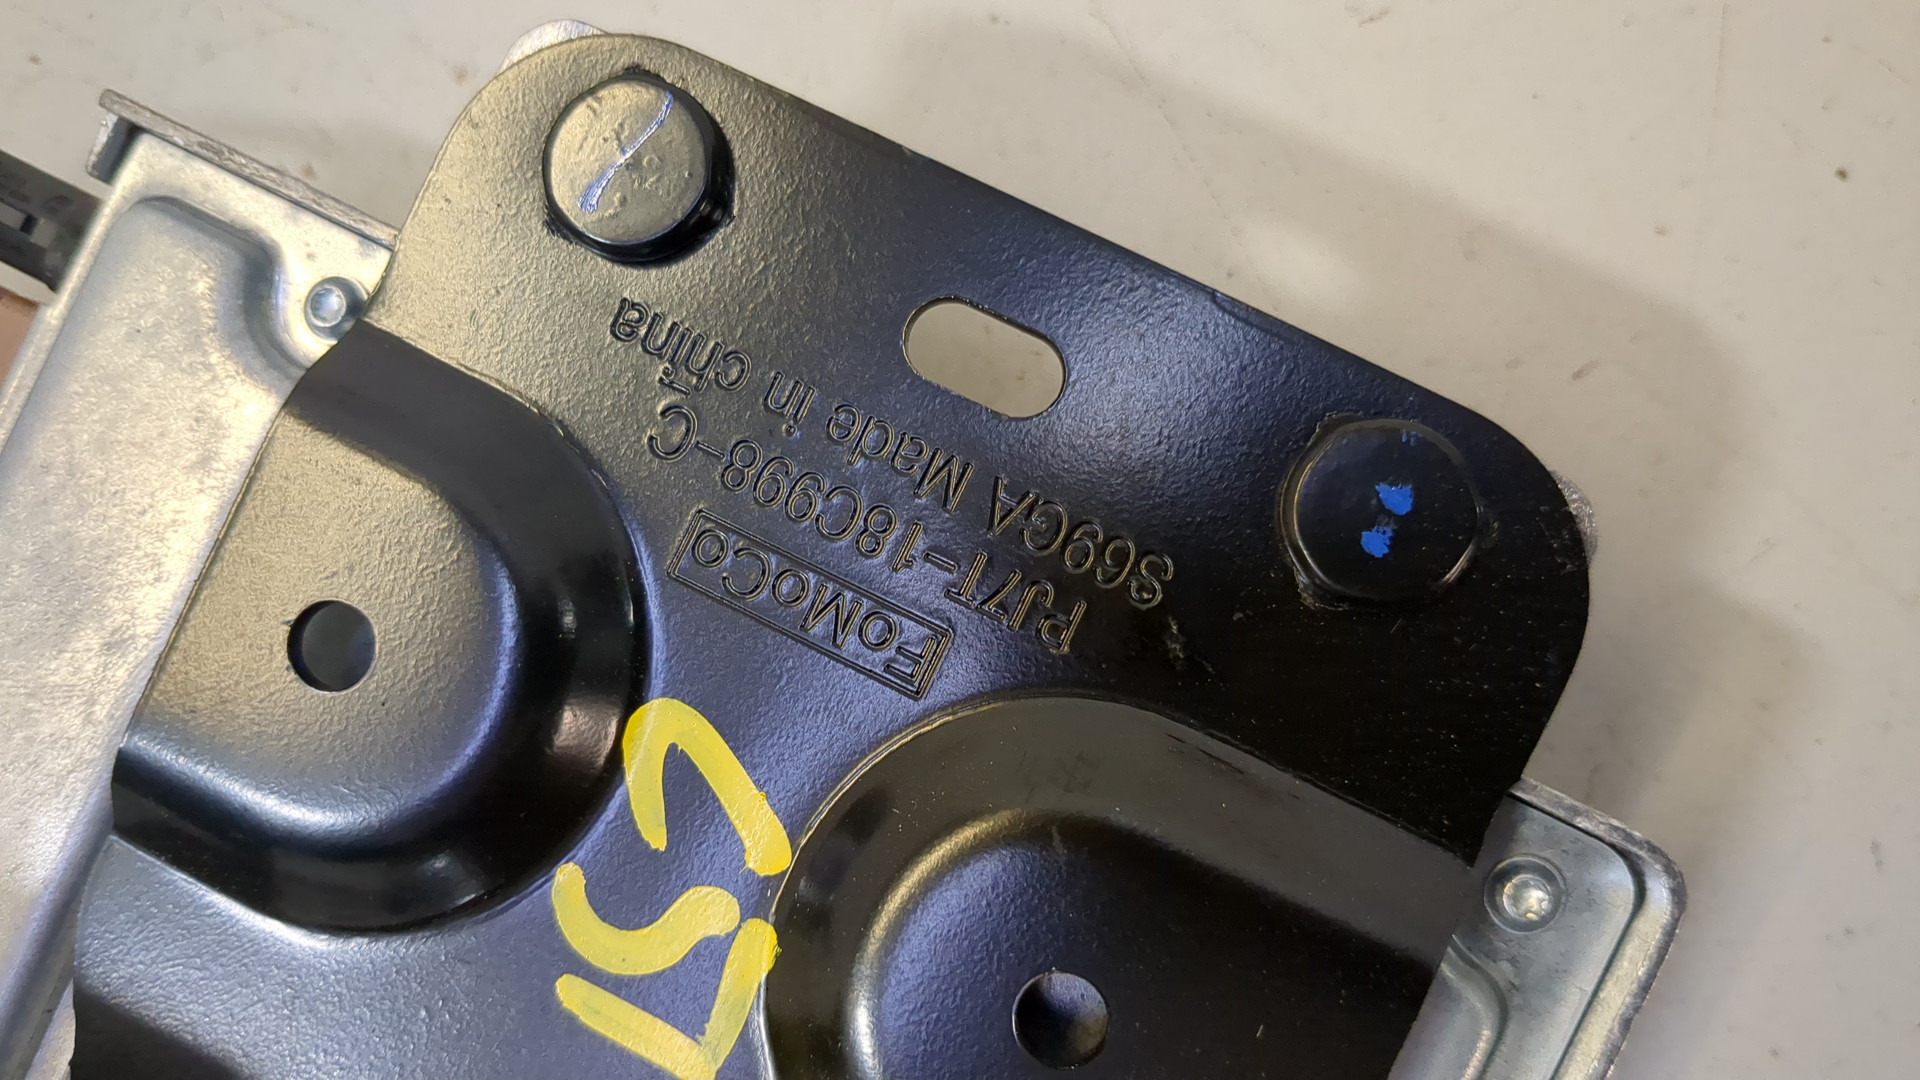 FoMoCo
PJ7T-18C998-C
S69GA Made in china